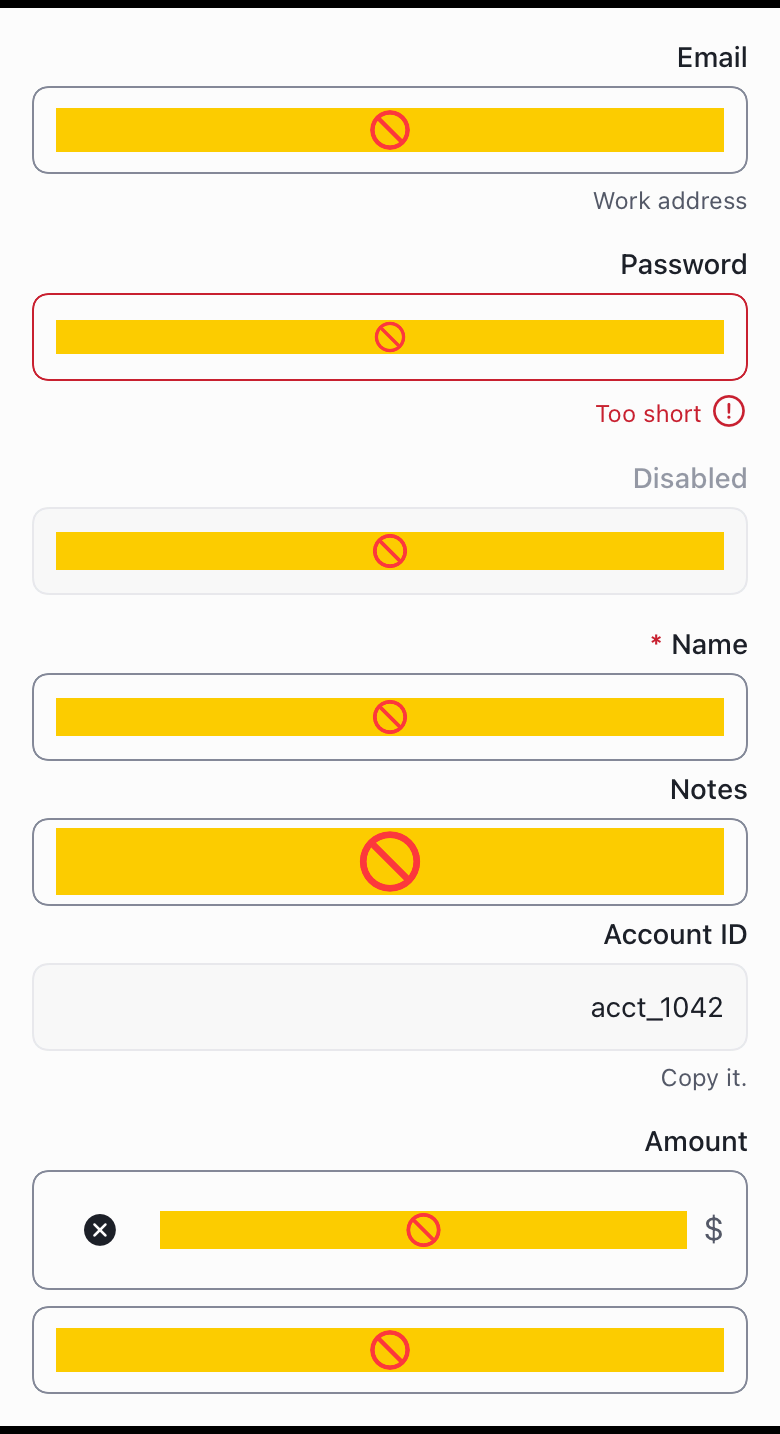 Email
Work address
Password
Too short
Disabled
* Name
Notes
Account ID
acct_1042
Copy it.
Amount
$